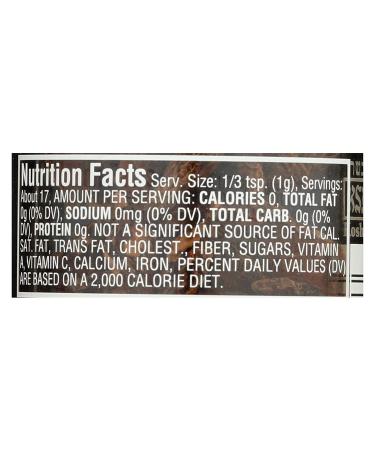 Nutrition Facts Serv. Size: 1/3 tsp. (1g), Servings:
About 17, AMOUNT PER SERVING: CALORIES 0, TOTAL FAT
0g (0% DV), SODIUM 0mg (0% DV), TOTAL CARB. 0g (0%
DV), PROTEIN 0g. NOT A SIGNIFICANT SOURCE OF FAT CAL.
SAT. FAT, TRANS FAT, CHOLEST., FIBER, SUGARS, VITAMIN
A, VITAMIN C, CALCIUM, IRON, PERCENT DAILY VALUES (DV)
ARE BASED ON A 2,000 CALORIE DIET.